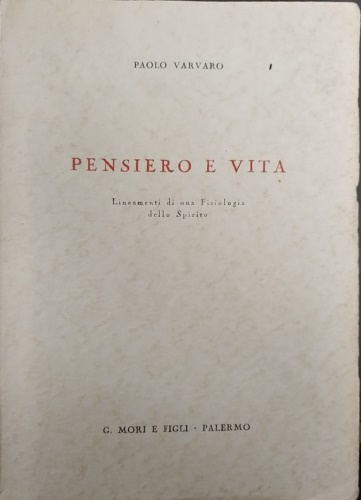 PAOLO VARVARO
PENSIERO E VITA
Lineamenti di una Fisiologia
dello Spirito
G. MORI E FIGLI - PALERMO